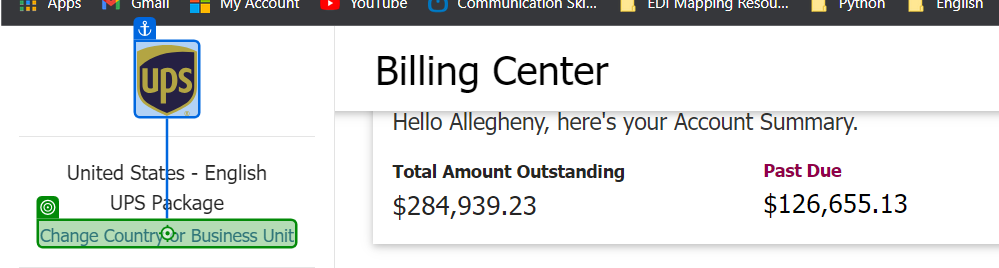 Apps Gmail My Account YouTube Communication Ski... EDI Mapping Resou... Python English
ups
Billing Center
Hello Allegheny, here's your Account Summary.
United States - English
UPS Package
Change Country or Business Unit
Total Amount Outstanding
$284,939.23
Past Due
$126,655.13